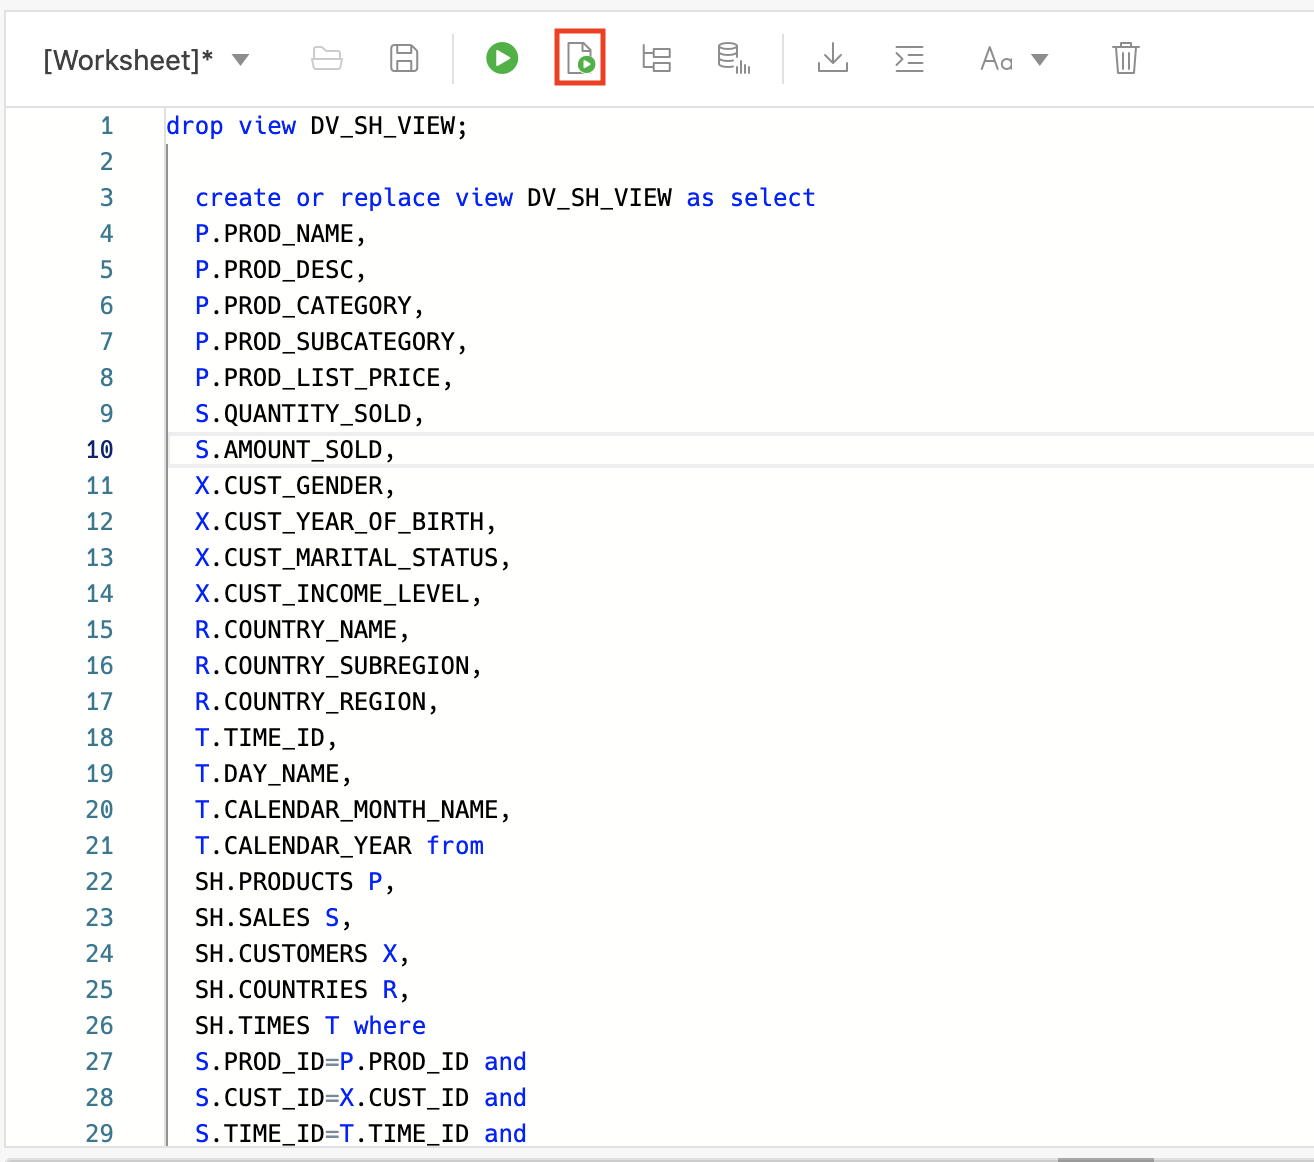 [Worksheet]*
Aa
1 drop view DV_SH_VIEW;
2
3 create or replace view DV_SH_VIEW as select
4 P.PROD_NAME,
5 P.PROD_DESC,
6 P.PROD_CATEGORY,
7 P.PROD_SUBCATEGORY,
8 P.PROD_LIST_PRICE,
9 S.QUANTITY_SOLD,
10 S.AMOUNT_SOLD,
11 X.CUST_GENDER,
12 X.CUST_YEAR_OF_BIRTH,
13 X.CUST_MARITAL_STATUS,
14 X.CUST_INCOME_LEVEL,
15 R.COUNTRY_NAME,
16 R.COUNTRY_SUBREGION,
17 R.COUNTRY_REGION,
18 T.TIME_ID,
19 T.DAY_NAME,
20 T.CALENDAR_MONTH_NAME,
21 T.CALENDAR_YEAR from
22 SH.PRODUCTS P,
23 SH.SALES S,
24 SH.CUSTOMERS X,
25 SH.COUNTRIES R,
26 SH.TIMES T where
27 S.PROD_ID=P.PROD_ID and
28 S.CUST_ID=X.CUST_ID and
29 S.TIME_ID=T.TIME_ID and